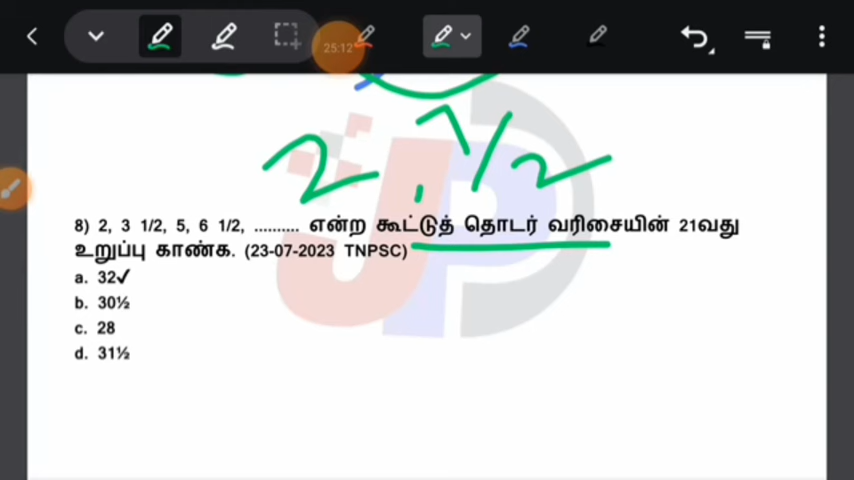 25:12
2, 1/2
8) 2, 3 1/2, 5, 6 1/2, .......... என்ற கூட்டுத் தொடர் வரிசையின் 21வது
உறுப்பு காண்க. (23-07-2023 TNPSC)
a. 32✓
b. 30½
c. 28
d. 31½